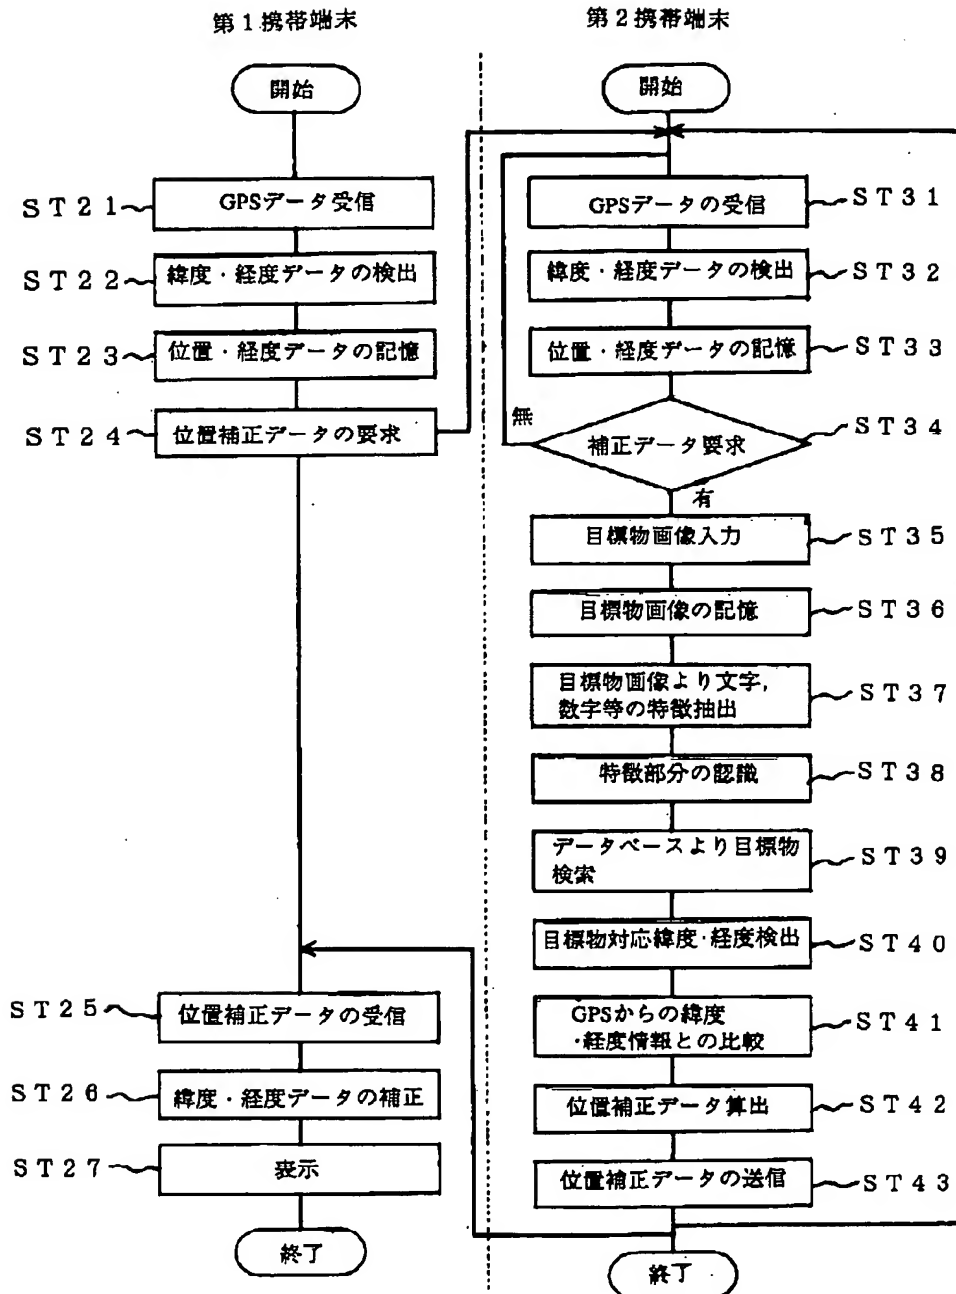 第1携帯端末
開始
ST21
GPSデータ受信
ST22
緯度・経度データの検出
ST23
位置・経度データの記憶
ST24
位置補正データの要求
ST25
位置補正データの受信
ST26
緯度・経度データの補正
ST27
表示
終了
第2携帯端末
開始
GPSデータの受信
ST31
緯度・経度データの検出
ST32
位置・経度データの記憶
ST33
無
補正データ要求
ST34
有
目標物画像入力
ST35
目標物画像の記憶
ST36
目標物画像より文字,
数字等の特徴抽出
ST37
特徴部分の認識
ST38
データベースより目標物
検索
ST39
目標物対応緯度・経度検出
ST40
GPSからの緯度
・経度情報との比較
ST41
位置補正データ算出
ST42
位置補正データの送信
ST43
終了